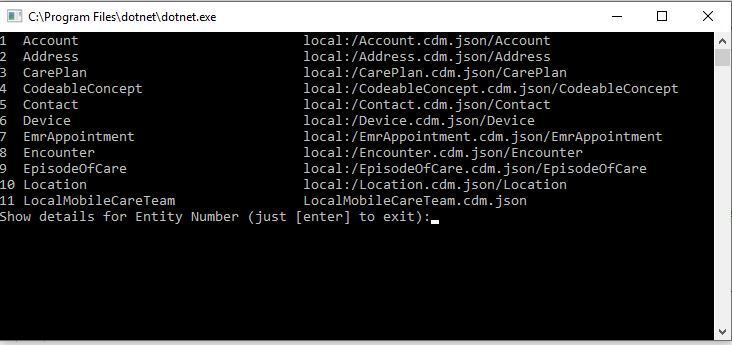 C:\Program Files\dotnet\dotnet.exe
1 Account local:/Account.cdm.json/Account
2 Address local:/Address.cdm.json/Address
3 CarePlan local:/CarePlan.cdm.json/CarePlan
4 CodeableConcept local:/CodeableConcept.cdm.json/CodeableConcept
5 Contact local:/Contact.cdm.json/Contact
6 Device local:/Device.cdm.json/Device
7 EmrAppointment local:/EmrAppointment.cdm.json/EmrAppointment
8 Encounter local:/Encounter.cdm.json/Encounter
9 EpisodeOfCare local:/EpisodeOfCare.cdm.json/EpisodeOfCare
10 Location local:/Location.cdm.json/Location
11 LocalMobileCareTeam LocalMobileCareTeam.cdm.json
Show details for Entity Number (just [enter] to exit):